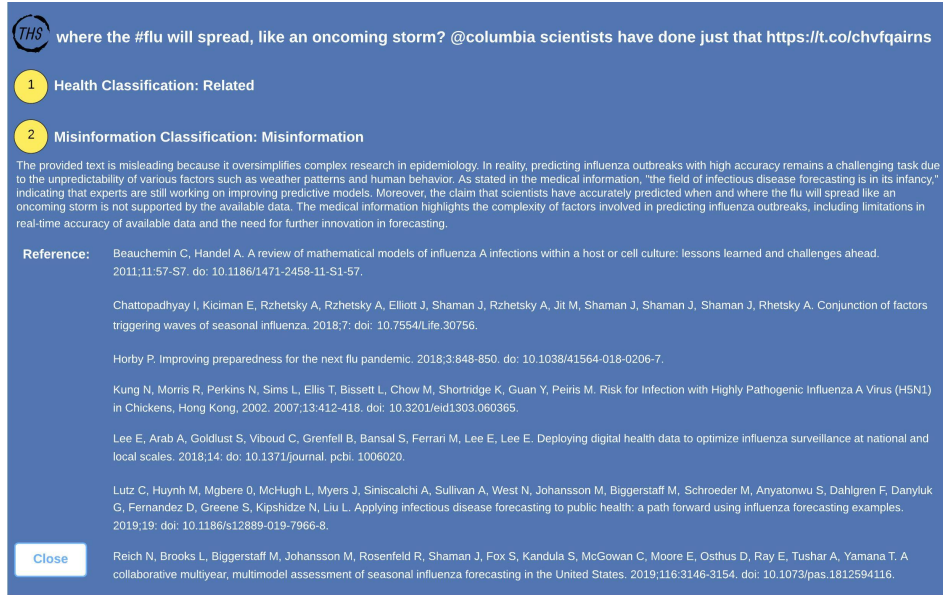 THS where the #flu will spread, like an oncoming storm? @columbia scientists have done just that https://t.co/chvfqairns
1 Health Classification: Related
2 Misinformation Classification: Misinformation
The provided text is misleading because it oversimplifies complex research in epidemiology. In reality, predicting influenza outbreaks with high accuracy remains a challenging task due
to the unpredictability of various factors such as weather patterns and human behavior. As stated in the medical information, "the field of infectious disease forecasting is in its infancy,"
indicating that experts are still working on improving predictive models. Moreover, the claim that scientists have accurately predicted when and where the flu will spread like an
oncoming storm is not supported by the available data. The medical information highlights the complexity of factors involved in predicting influenza outbreaks, including limitations in
real-time accuracy of available data and the need for further innovation in forecasting.
Reference: Beauchemin C, Handel A. A review of mathematical models of influenza A infections within a host or cell culture: lessons learned and challenges ahead.
2011;11:57-S7. do: 10.1186/1471-2458-11-S1-57.
Chattopadhyay I, Kiciman E, Rzhetsky A, Rzhetsky A, Elliott J, Shaman J, Rzhetsky A, Jit M, Shaman J, Shaman J, Shaman J, Rhetsky A. Conjunction of factors
triggering waves of seasonal influenza. 2018;7: doi: 10.7554/Life.30756.
Horby P. Improving preparedness for the next flu pandemic. 2018;3:848-850. do: 10.1038/41564-018-0206-7.
Kung N, Morris R, Perkins N, Sims L, Ellis T, Bissett L, Chow M, Shortridge K, Guan Y, Peiris M. Risk for Infection with Highly Pathogenic Influenza A Virus (H5N1)
in Chickens, Hong Kong, 2002. 2007;13:412-418. doi: 10.3201/eid1303.060365.
Lee E, Arab A, Goldlust S, Viboud C, Grenfell B, Bansal S, Ferrari M, Lee E, Lee E. Deploying digital health data to optimize influenza surveillance at national and
local scales. 2018;14: do: 10.1371/journal. pcbi. 1006020.
Lutz C, Huynh M, Mgbere 0, McHugh L, Myers J, Siniscalchi A, Sullivan A, West N, Johansson M, Biggerstaff M, Schroeder M, Anyatonwu S, Dahlgren F, Danyluk
G, Fernandez D, Greene S, Kipshidze N, Liu L. Applying infectious disease forecasting to public health: a path forward using influenza forecasting examples.
2019;19: doi: 10.1186/s12889-019-7966-8.
Close
Reich N, Brooks L, Biggerstaff M, Johansson M, Rosenfeld R, Shaman J, Fox S, Kandula S, McGowan C, Moore E, Osthus D, Ray E, Tushar A, Yamana T. A
collaborative multiyear, multimodel assessment of seasonal influenza forecasting in the United States. 2019;116:3146-3154. doi: 10.1073/pas.1812594116.